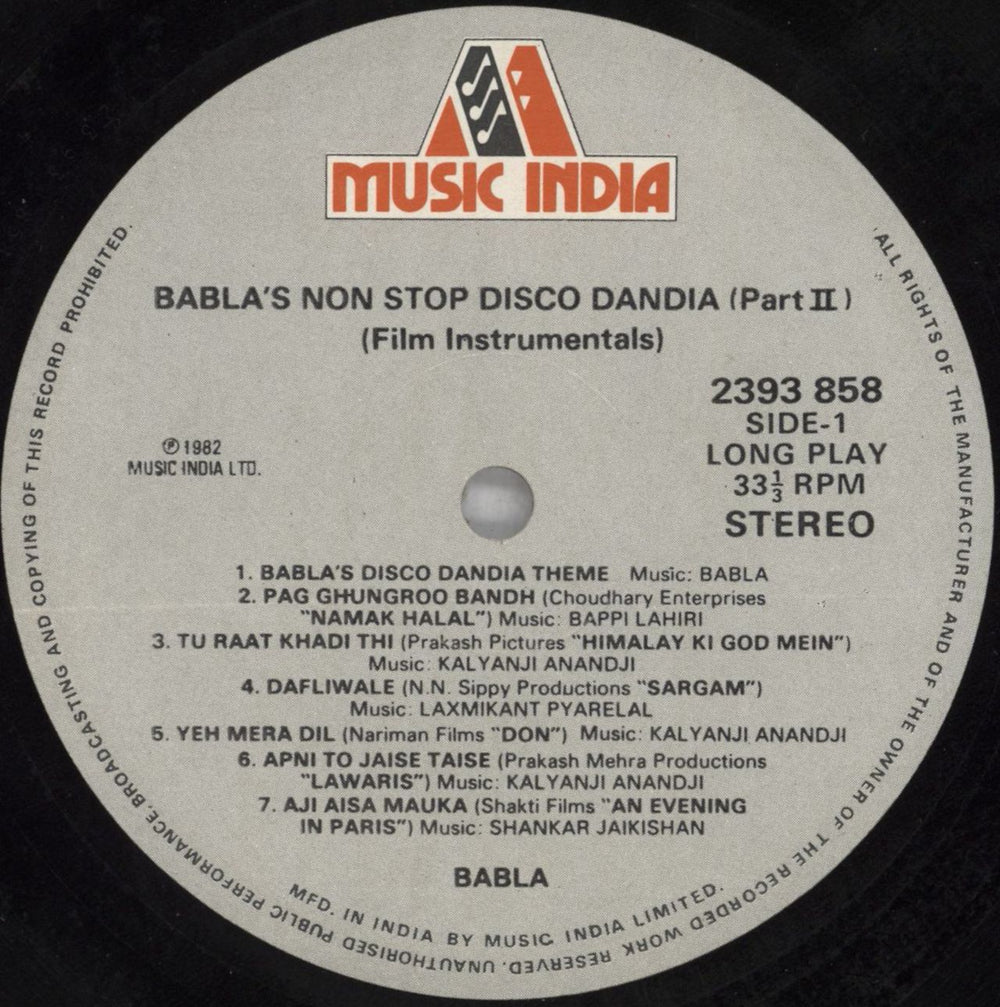 MUSIC INDIA
BABLA'S NON STOP DISCO DANDIA (Part II)
(Film Instrumentals)
2393 858
SIDE-1
LONG PLAY
33⅓ RPM
STEREO
℗ 1982
MUSIC INDIA LTD.
1. BABLA'S DISCO DANDIA THEME Music: BABLA
2. PAG GHUNGROO BANDH (Choudhary Enterprises
"NAMAK HALAL") Music: BAPPI LAHIRI
3. TU RAAT KHADI THI (Prakash Pictures "HIMALAY KI GOD MEIN")
Music: KALYANJI ANANDJI
4. DAFLIWALE (N.N. Sippy Productions "SARGAM")
Music: LAXMIKANT PYARELAL
5. YEH MERA DIL (Nariman Films "DON") Music: KALYANJI ANANDJI
6. APNI TO JAISE TAISE (Prakash Mehra Productions
"LAWARIS") Music: KALYANJI ANANDJI
7. AJI AISA MAUKA (Shakti Films "AN EVENING
IN PARIS") Music: SHANKAR JAIKISHAN
BABLA
MFD. IN INDIA BY MUSIC INDIA LIMITED.
ALL RIGHTS OF THE MANUFACTURER AND OF THE OWNER OF THE RECORDED WORK RESERVED. UNAUTHORISED PUBLIC PERFORMANCE, BROADCASTING AND COPYING OF THIS RECORD PROHIBITED.